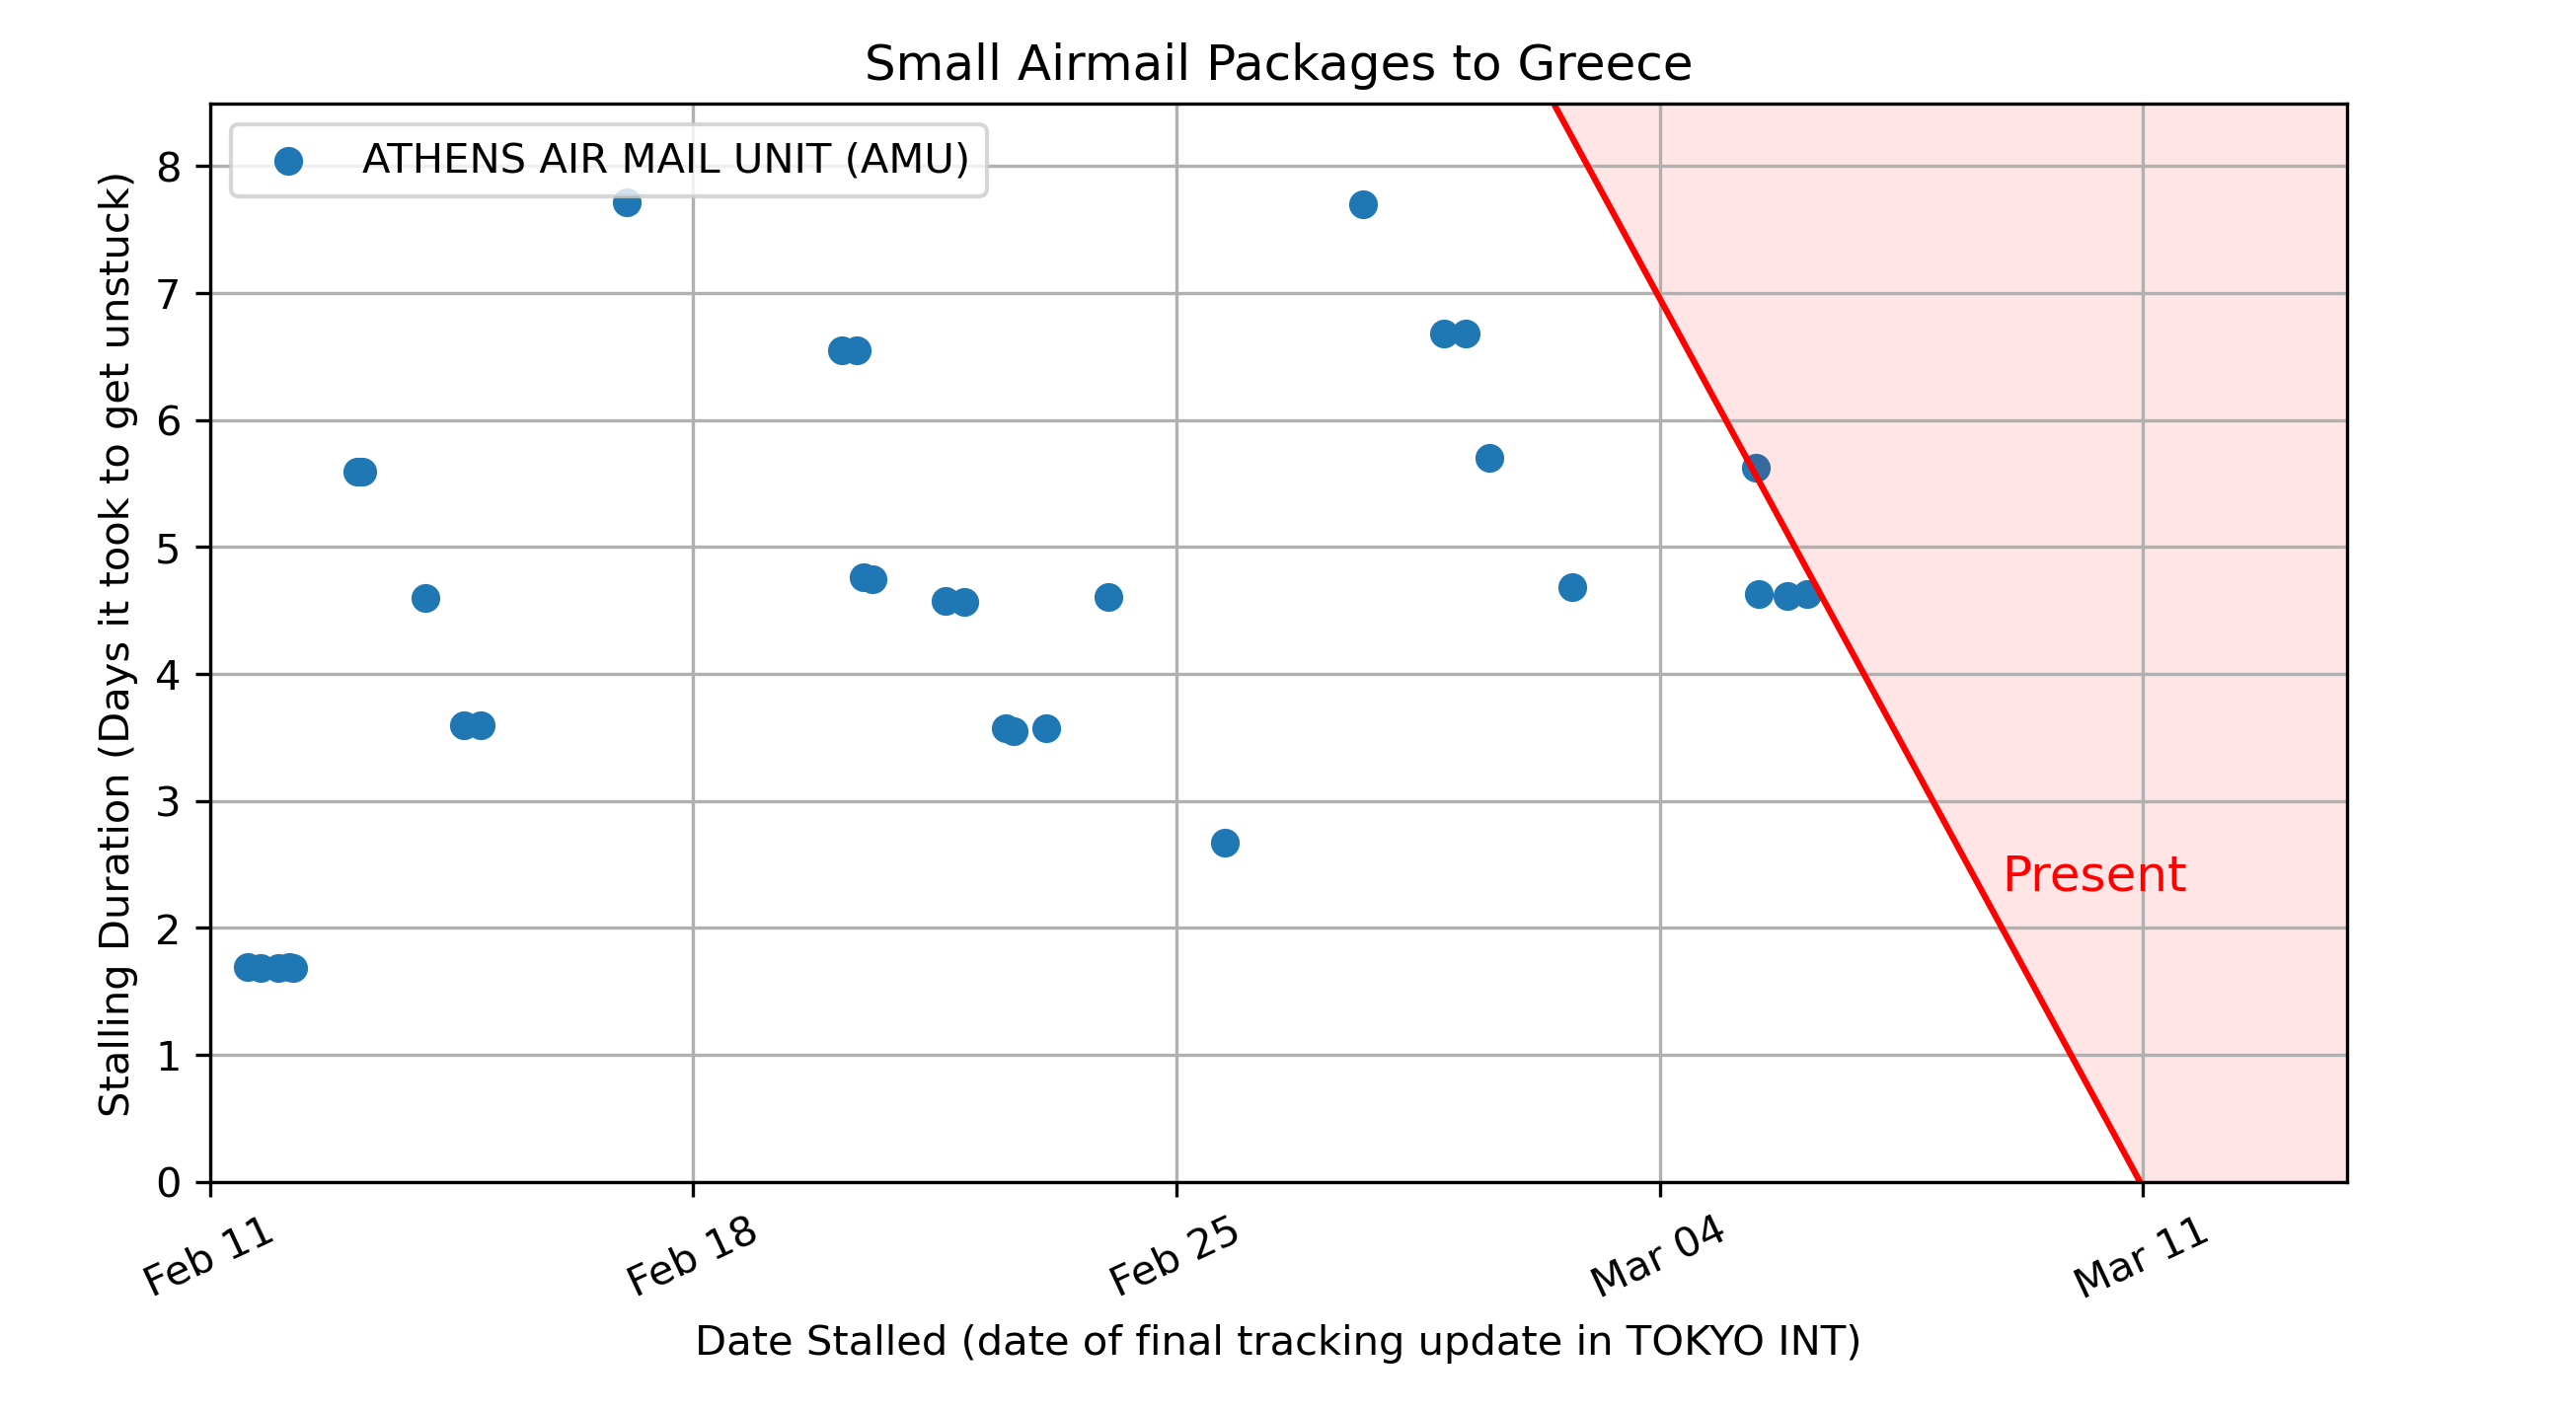 Small Airmail Packages to Greece
ATHENS AIR MAIL UNIT (AMU)
Stalling Duration (Days it took to get unstuck)
8
7
6
5
4
3
2
1
0
Present
Feb 11
Feb 18
Feb 25
Mar 04
Mar 11
Date Stalled (date of final tracking update in TOKYO INT)